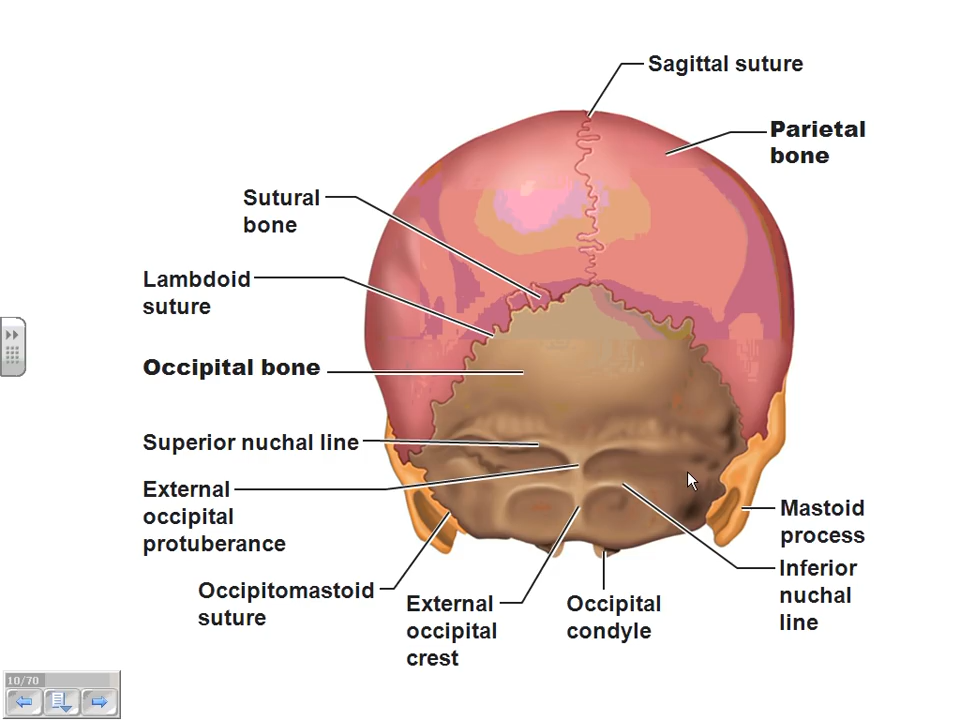 Sagittal suture
Parietal
bone
Sutural
bone
Lambdoid
suture
Occipital bone
Superior nuchal line
External
occipital
protuberance
Mastoid
process
Inferior
nuchal
line
Occipitomastoid
suture
External
occipital
crest
Occipital
condyle
10/70